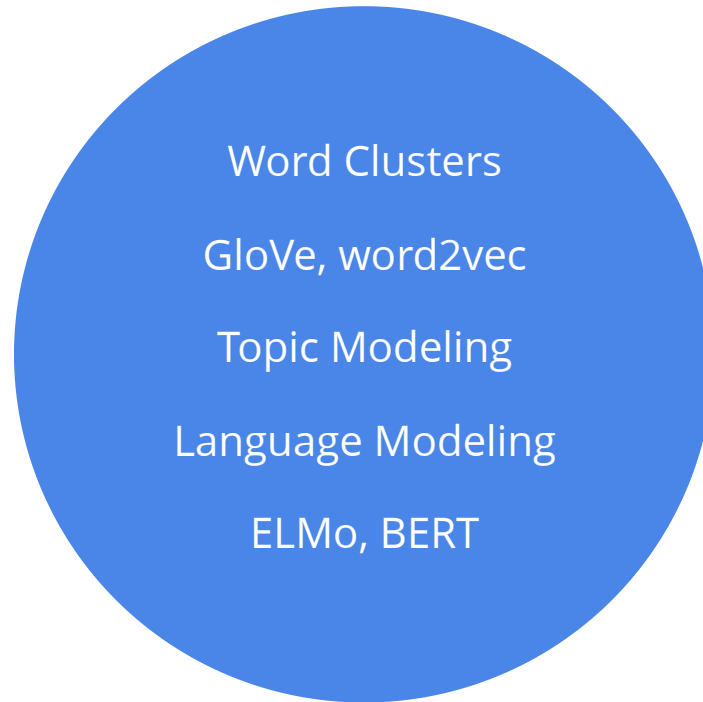 Word Clusters
GloVe, word2vec
Topic Modeling
Language Modeling
ELMo, BERT